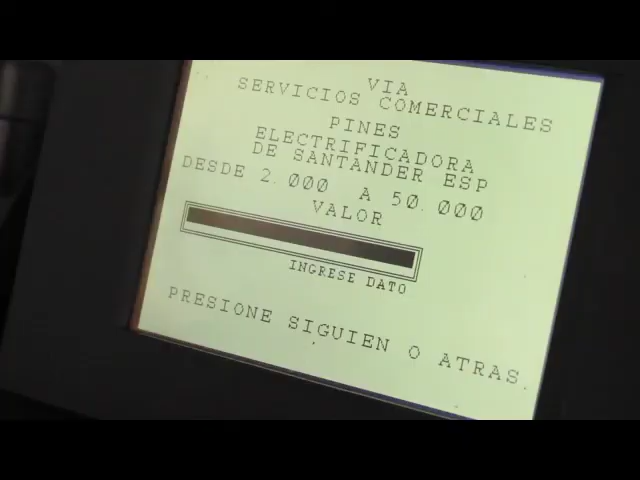 VIA
SERVICIOS COMERCIALES
PINES
ELECTRIFICADORA
DE SANTANDER ESP
DESDE 2.000 A 50.000
VALOR
INGRESE DATO
PRESIONE SIGUIEN O ATRAS.